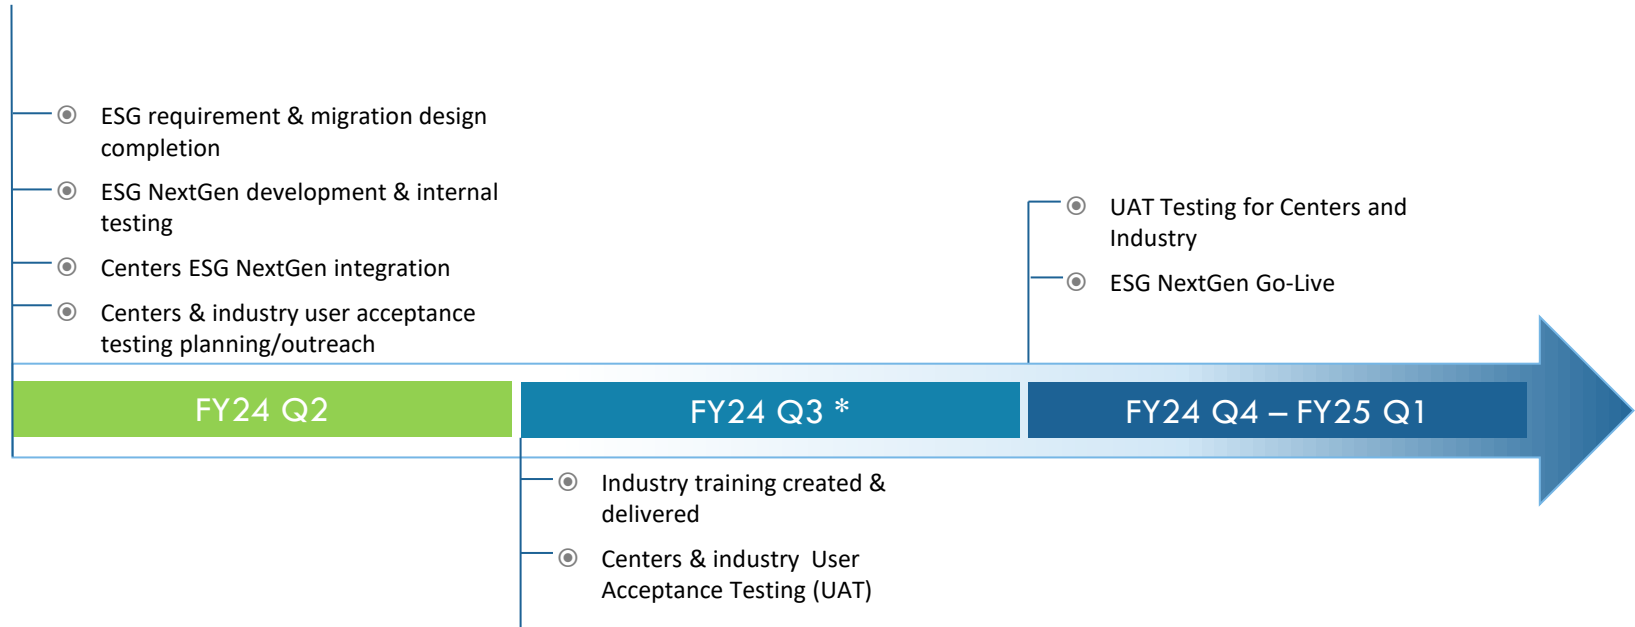 ESG requirement & migration design
completion
ESG NextGen development & internal
testing
Centers ESG NextGen integration
Centers & industry user acceptance
testing planning/outreach
UAT Testing for Centers and
Industry
ESG NextGen Go-Live
FY24 Q2
FY24 Q3 *
FY24 Q4 – FY25 Q1
Industry training created &
delivered
Centers & industry  User
Acceptance Testing (UAT)